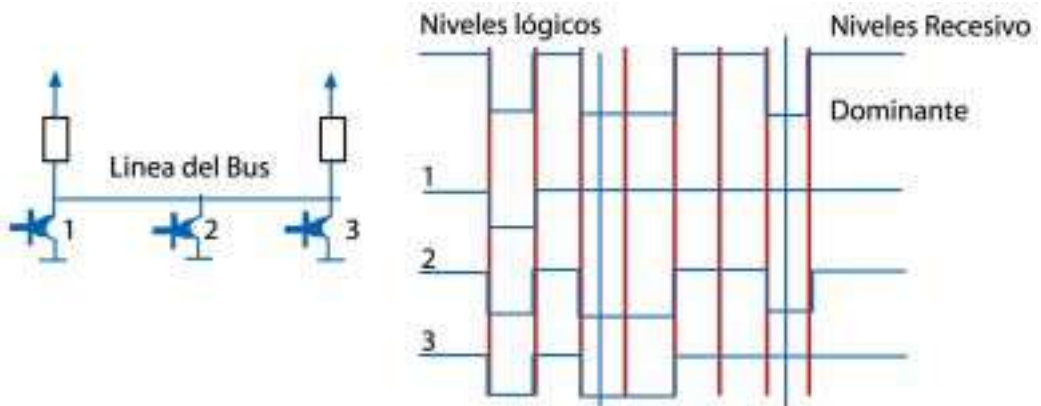 Linea del Bus
1
2
3
Niveles lógicos
Niveles Recesivo
Dominante
1
2
3